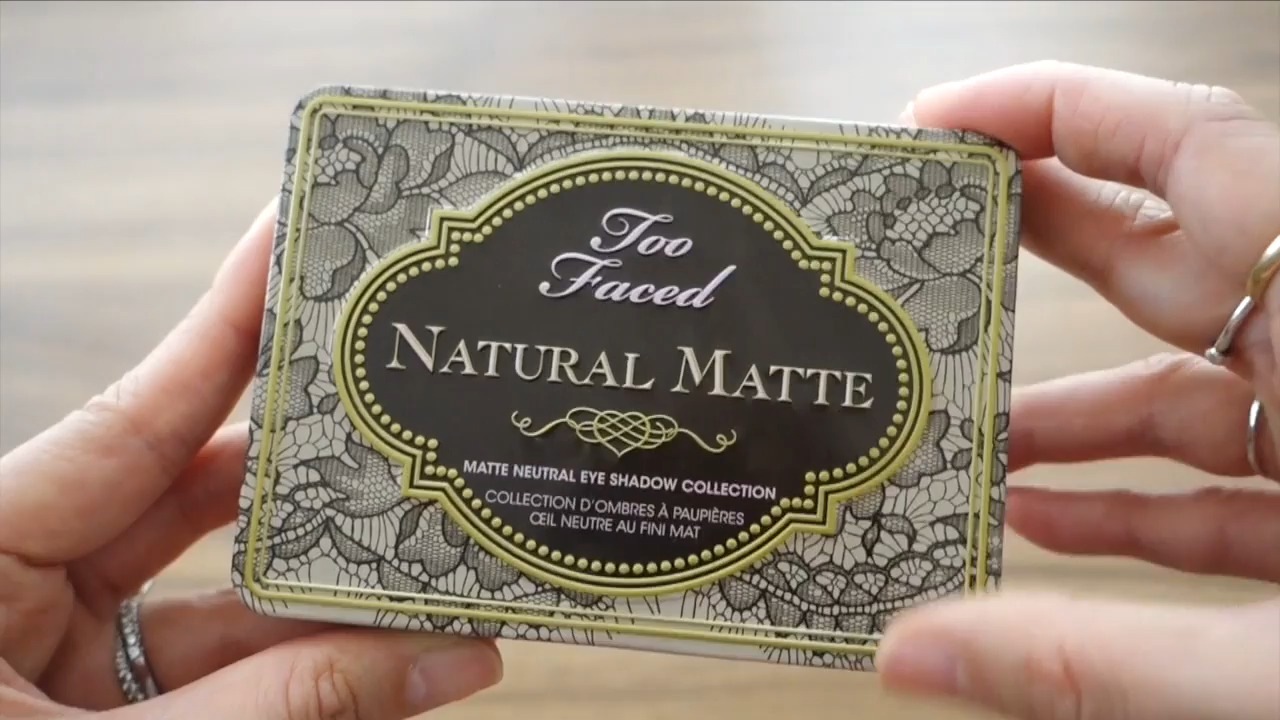 Too
Faced
NATURAL MATTE
MATTE NEUTRAL EYE SHADOW COLLECTION
COLLECTION D'OMBRES À PAUPIÈRES
ŒIL NEUTRE AU FINI MAT